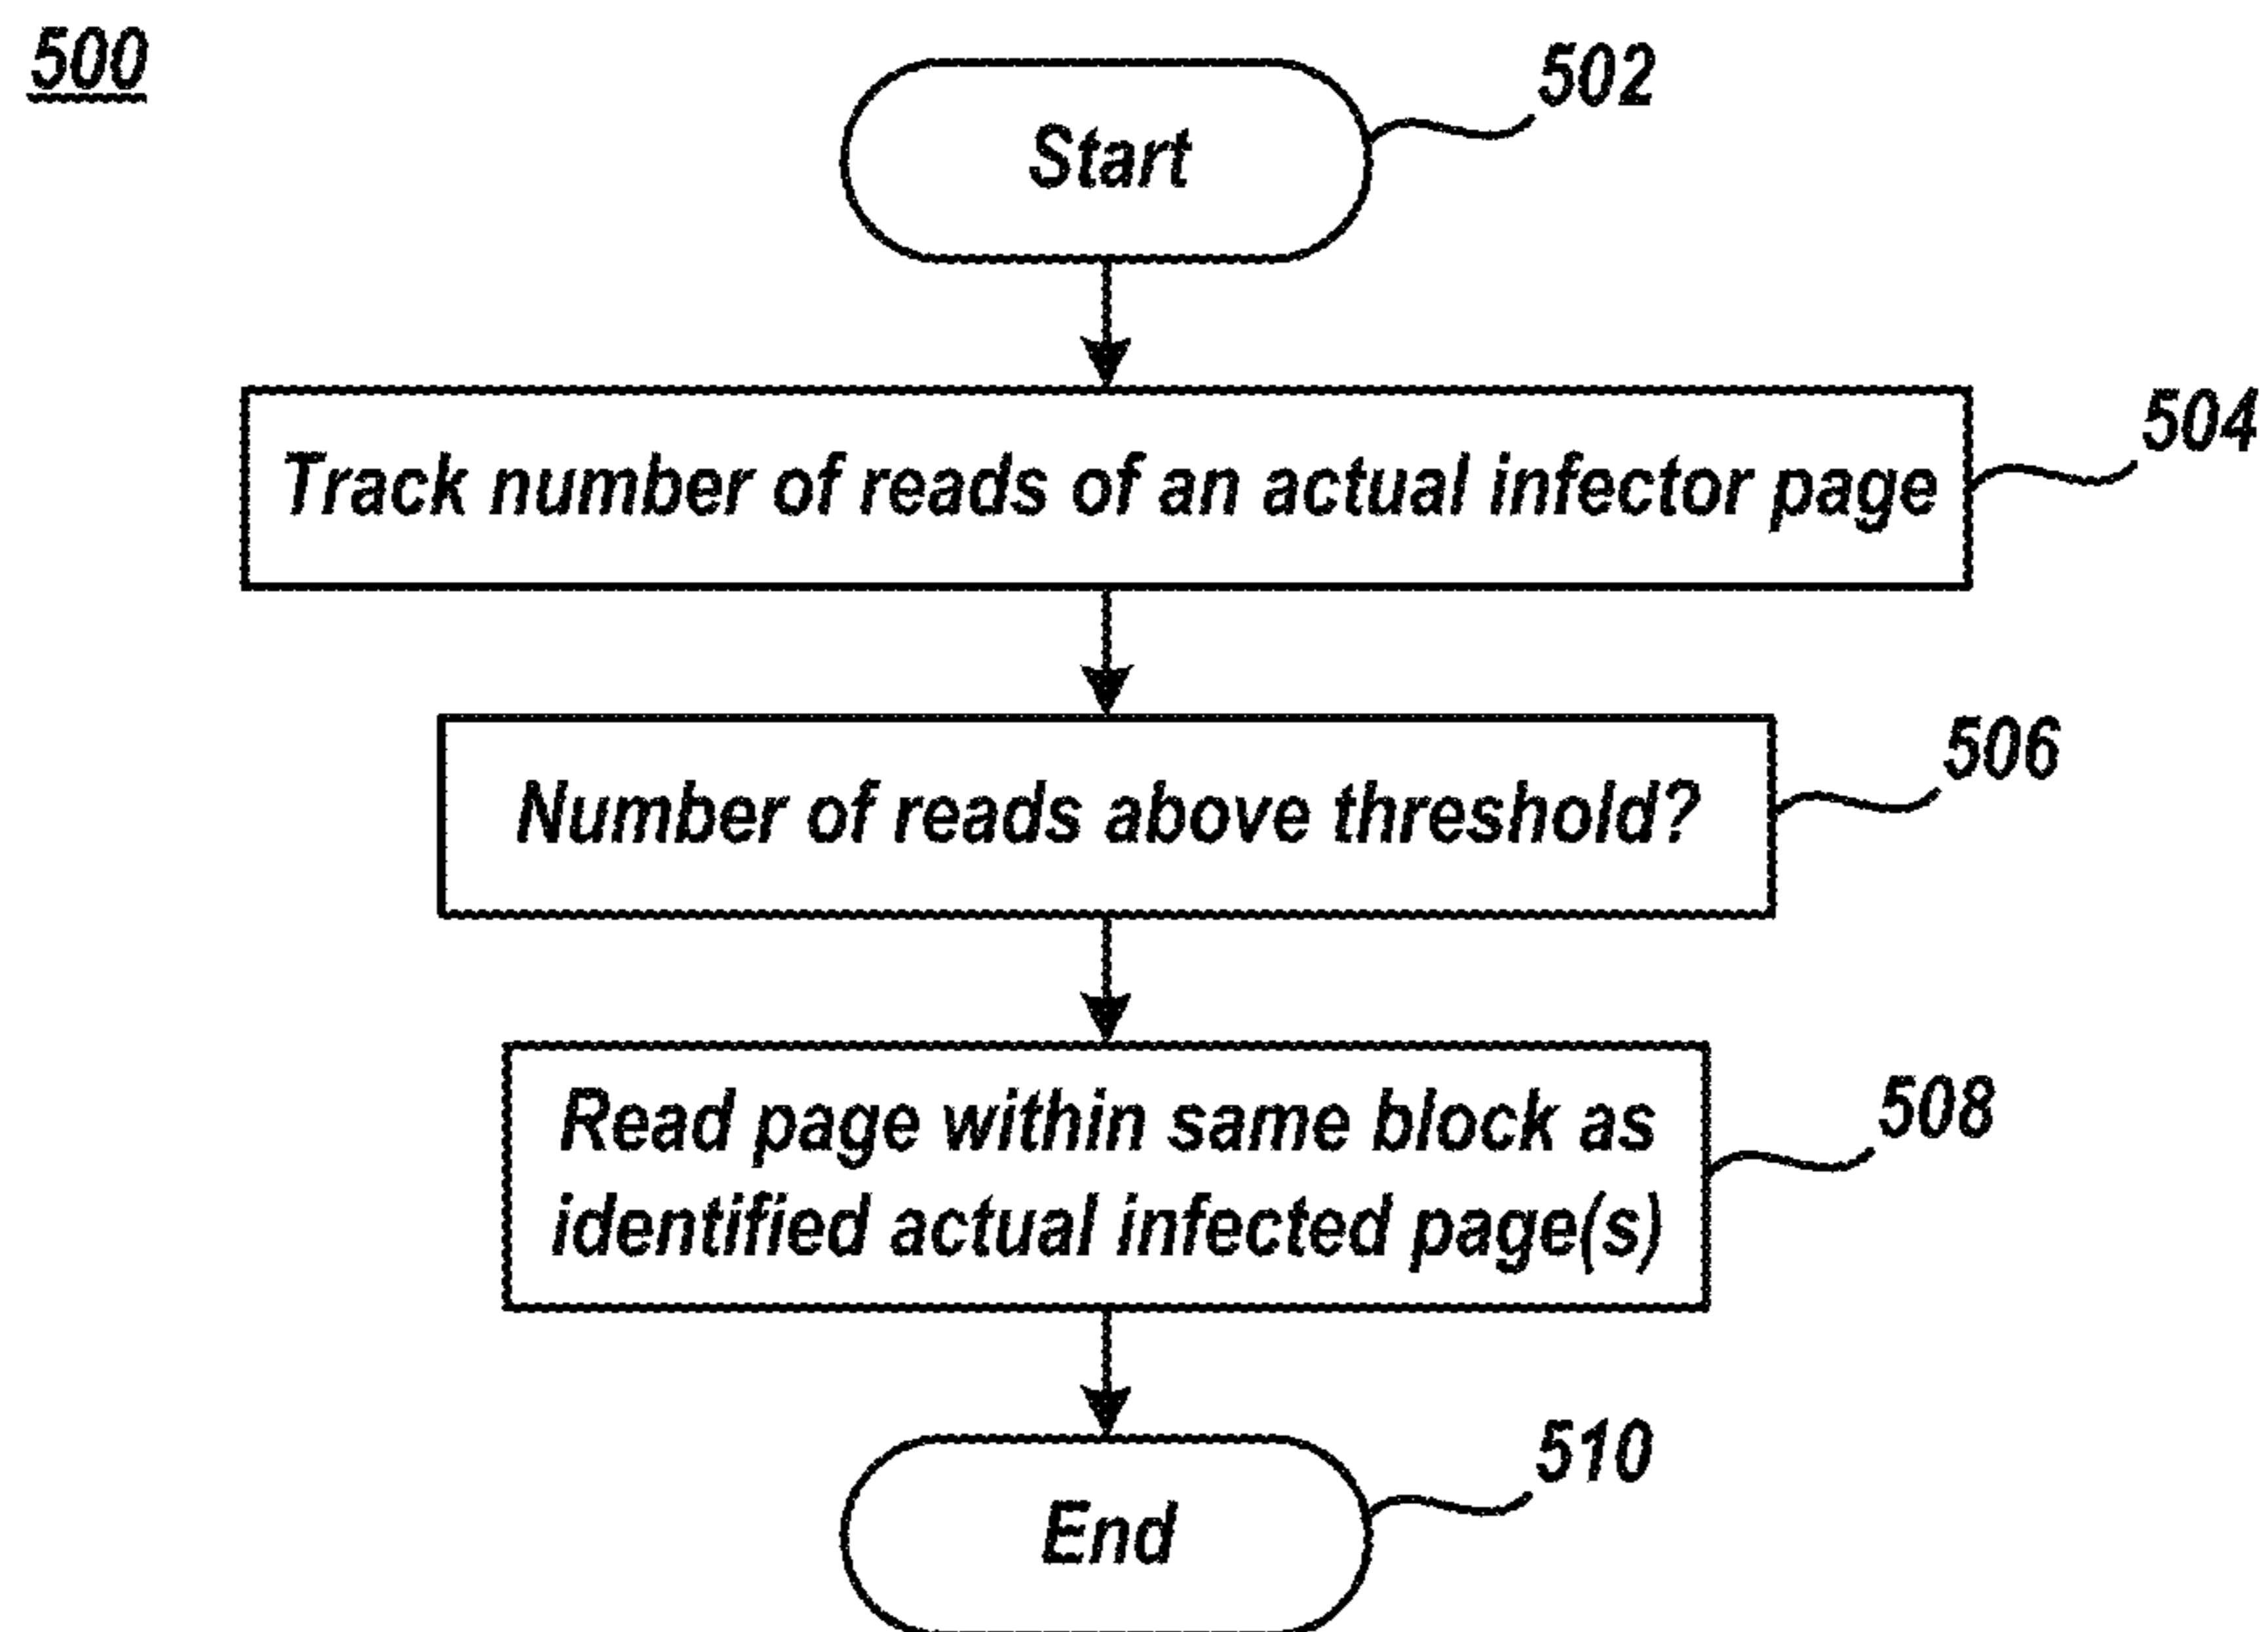 500
502
Start
504
Track number of reads of an actual infector page
506
Number of reads above threshold?
508
Read page within same block as
identified actual infected page(s)
510
End